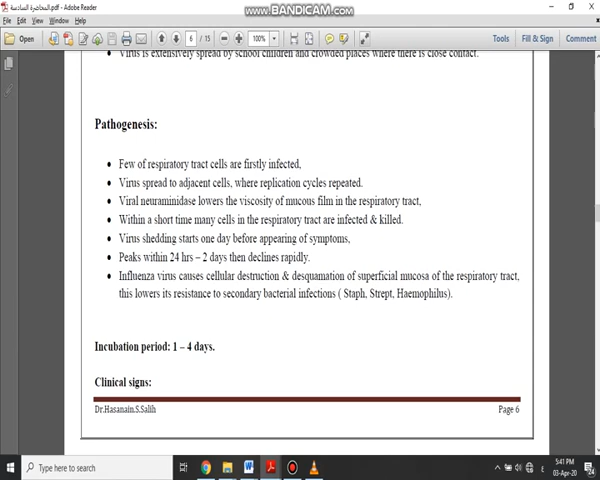 www.BANDICAM.com
المحاضرة السادسة.pdf - Adobe Reader
File Edit View Window Help
Open 6 / 15 100% Tools Fill & Sign Comment
Virus is extensively spread by school children and crowded places where there is close contact.
Pathogenesis:
• Few of respiratory tract cells are firstly infected,
• Virus spread to adjacent cells, where replication cycles repeated.
• Viral neuraminidase lowers the viscosity of mucous film in the respiratory tract,
• Within a short time many cells in the respiratory tract are infected & killed.
• Virus shedding starts one day before appearing of symptoms,
• Peaks within 24 hrs – 2 days then declines rapidly.
• Influenza virus causes cellular destruction & desquamation of superficial mucosa of the respiratory tract,
this lowers its resistance to secondary bacterial infections ( Staph, Strept, Haemophilus).
Incubation period: 1 – 4 days.
Clinical signs:
Dr.Hasanain.S.Salih Page 6
Type here to search
5:41 PM
03-Apr-20
24